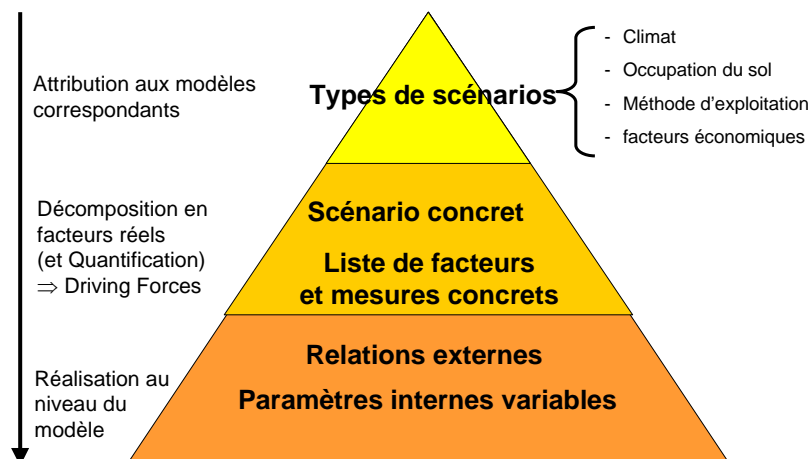 Attribution aux modèles
correspondants
Types de scénarios
- Climat
- Occupation du sol
- Méthode d'exploitation
- facteurs économiques
Décomposition en
facteurs réels
(et Quantification)
⇒ Driving Forces
Scénario concret
Liste de facteurs
et mesures concrets
Réalisation au
niveau du
modèle
Relations externes
Paramètres internes variables